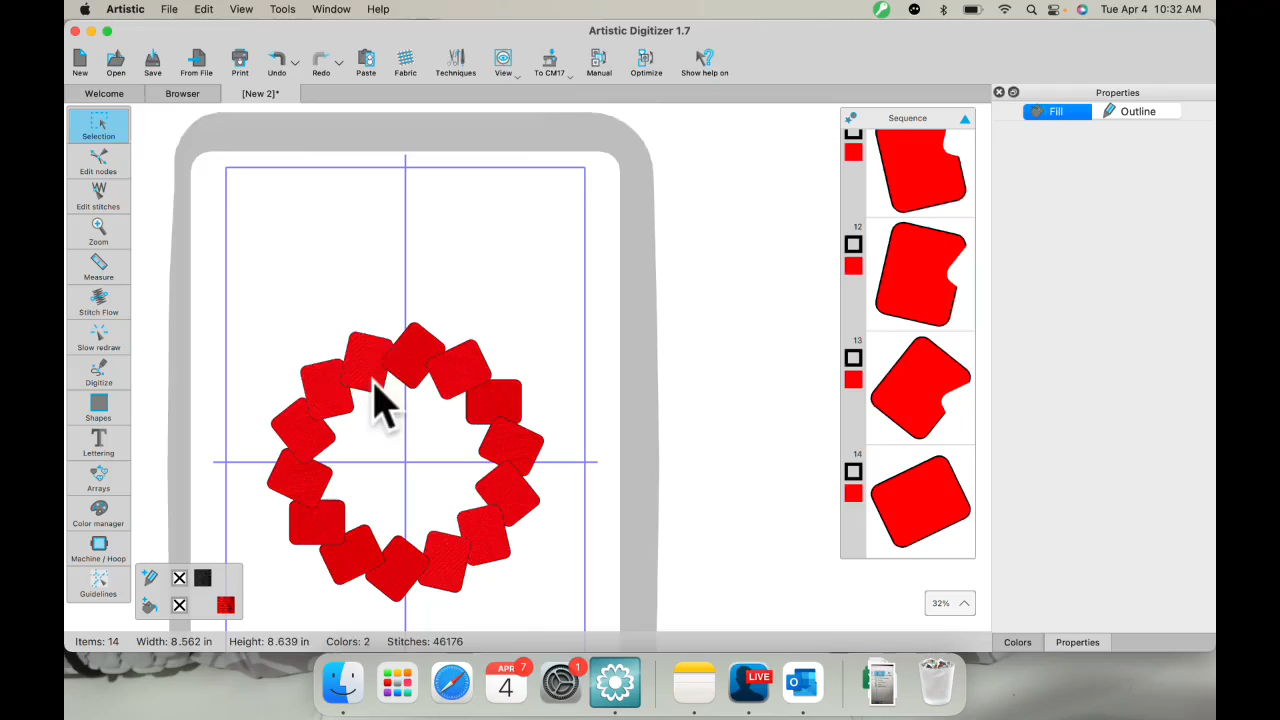 Artistic File Edit View Tools Window Help Tue Apr 4 10:32 AM
Artistic Digitizer 1.7
New Open Save From File Print Undo Redo Paste Fabric Techniques View To CM17 Manual Optimize Show help on
Welcome Browser [New 2]*
Properties
Fill Outline
Sequence
Selection
Edit nodes
Edit stitches
Zoom
Measure
Stitch Flow
Slow redraw
Digitize
Shapes
Lettering
Arrays
Color manager
Machine / Hoop
Guidelines
12
13
14
32%
Items: 14 Width: 8.562 in Height: 8.639 in Colors: 2 Stitches: 46176
Colors Properties
APR 7
4
1
LIVE